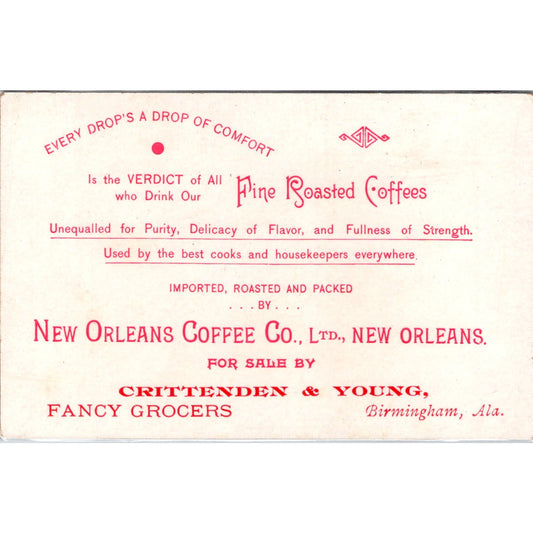 EVERY DROP'S A DROP OF COMFORT
Is the VERDICT of All
who Drink Our Fine Roasted Coffees
Unequalled for Purity, Delicacy of Flavor, and Fullness of Strength.
Used by the best cooks and housekeepers everywhere.
IMPORTED, ROASTED AND PACKED
...BY...
NEW ORLEANS COFFEE CO., LTD., NEW ORLEANS.
FOR SALE BY
CRITTENDEN & YOUNG,
FANCY GROCERS Birmingham, Ala.